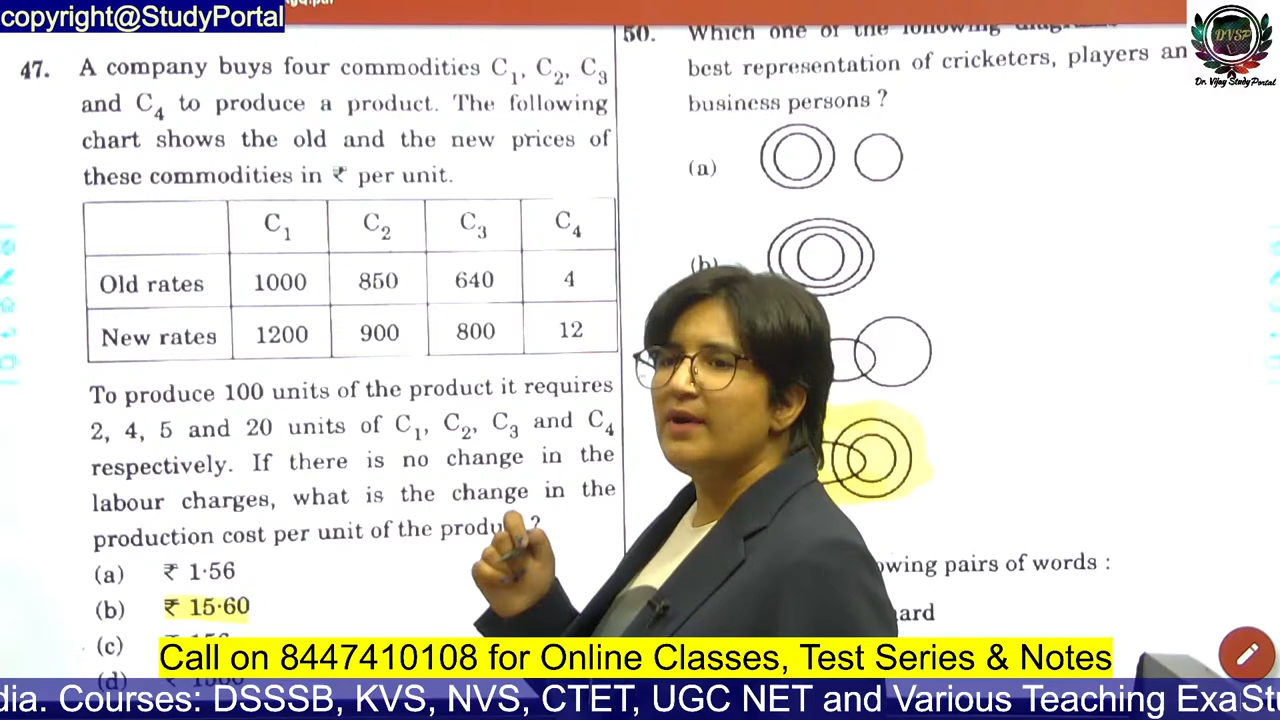 copyright@StudyPortal
47. A company buys four commodities C1, C2, C3
and C4 to produce a product. The following
chart shows the old and the new prices of
these commodities in ₹ per unit.
C1 C2 C3 C4
Old rates 1000 850 640 4
New rates 1200 900 800 12
To produce 100 units of the product it requires
2, 4, 5 and 20 units of C1, C2, C3 and C4
respectively. If there is no change in the
labour charges, what is the change in the
production cost per unit of the produ ?
(a) ₹ 1·56
(b) ₹ 15·60
(c) ₹ 156
(d) ₹
50. Which one of the following
best representation of cricketers, players an
business persons ?
(a)
(b)
owing pairs of words :
ard
DVSP
Dr. Vijay StudyPortal
Call on 8447410108 for Online Classes, Test Series & Notes
dia. Courses: DSSSB, KVS, NVS, CTET, UGC NET and Various Teaching Exa St